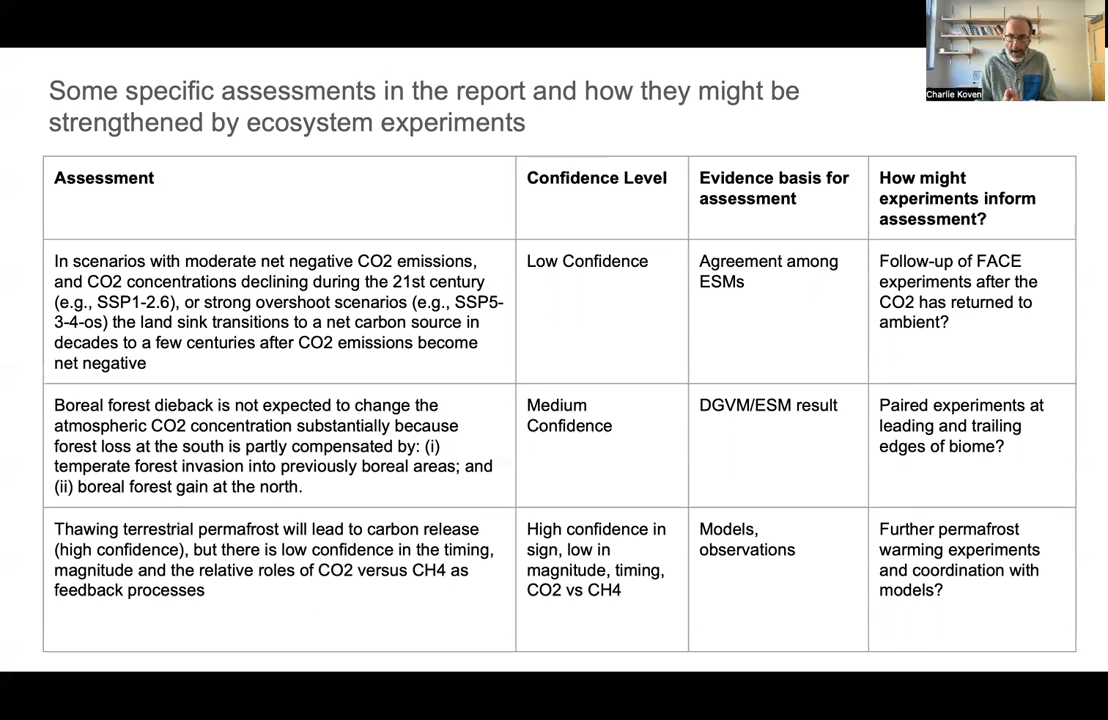 Charlie Koven
Some specific assessments in the report and how they might be
strengthened by ecosystem experiments
Assessment
Confidence Level
Evidence basis for
assessment
How might
experiments inform
assessment?
In scenarios with moderate net negative CO2 emissions,
and CO2 concentrations declining during the 21st century
(e.g., SSP1-2.6), or strong overshoot scenarios (e.g., SSP5-
3-4-os) the land sink transitions to a net carbon source in
decades to a few centuries after CO2 emissions become
net negative
Low Confidence
Agreement among
ESMs
Follow-up of FACE
experiments after the
CO2 has returned to
ambient?
Boreal forest dieback is not expected to change the
atmospheric CO2 concentration substantially because
forest loss at the south is partly compensated by: (i)
temperate forest invasion into previously boreal areas; and
(ii) boreal forest gain at the north.
Medium
Confidence
DGVM/ESM result
Paired experiments at
leading and trailing
edges of biome?
Thawing terrestrial permafrost will lead to carbon release
(high confidence), but there is low confidence in the timing,
magnitude and the relative roles of CO2 versus CH4 as
feedback processes
High confidence in
sign, low in
magnitude, timing,
CO2 vs CH4
Models,
observations
Further permafrost
warming experiments
and coordination with
models?